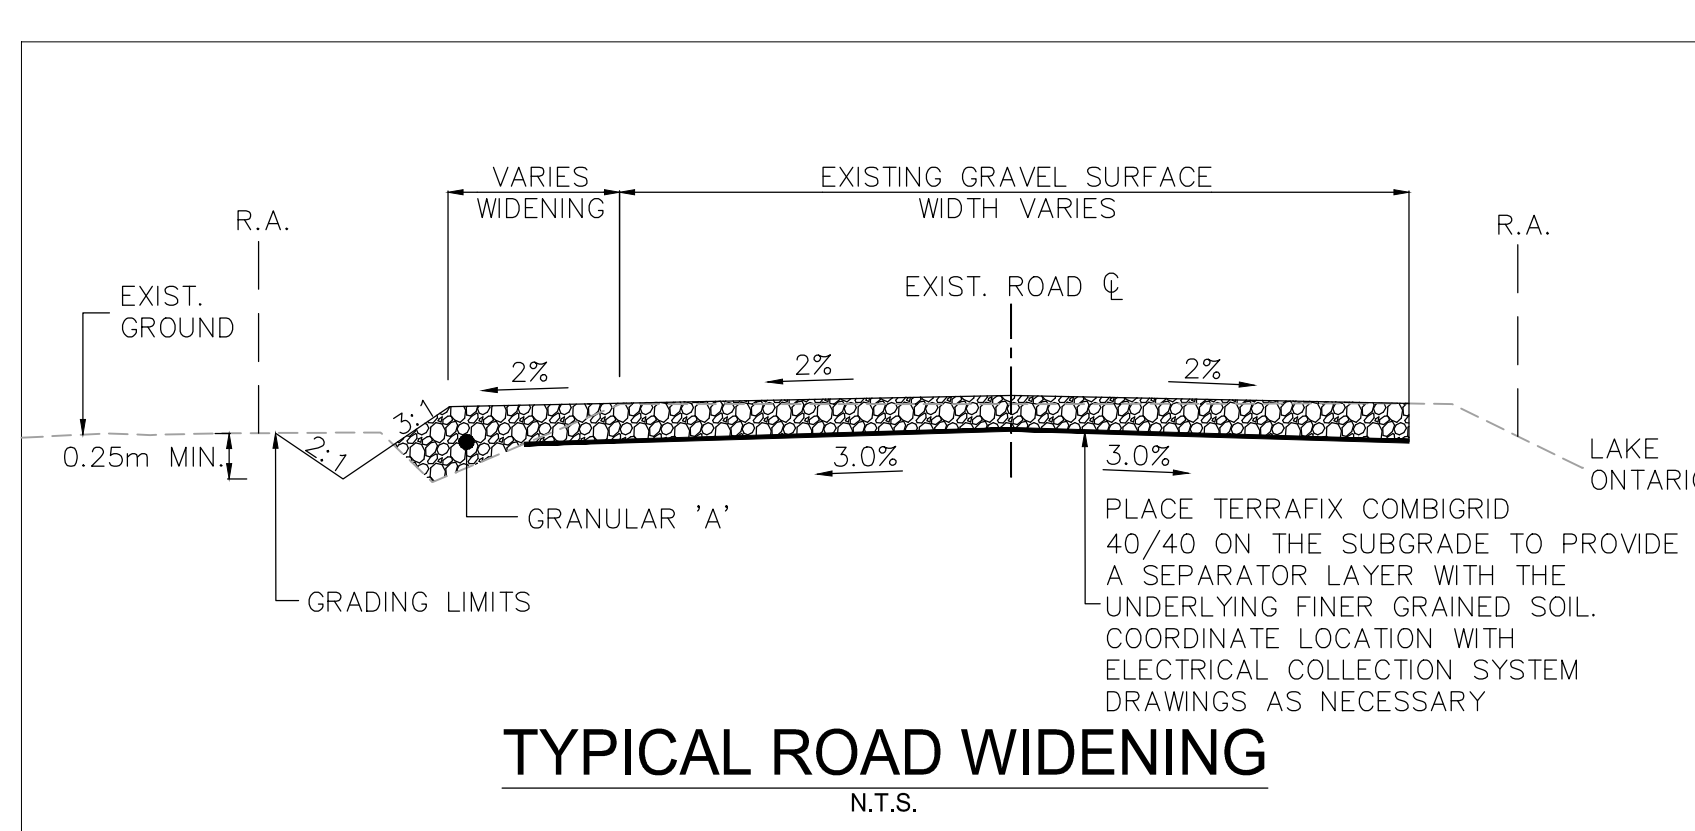 VARIES
WIDENING
EXISTING GRAVEL SURFACE
WIDTH VARIES
R.A.
R.A.
EXIST. ROAD ℄
EXIST.
GROUND
2%
2%
2%
3:1
2:1
0.25m MIN.
3.0%
3.0%
LAKE
GRANULAR 'A'
GRADING LIMITS
PLACE TERRAFIX COMBIGRID
40/40 ON THE SUBGRADE TO PROVIDE
A SEPARATOR LAYER WITH THE
UNDERLYING FINER GRAINED SOIL.
COORDINATE LOCATION WITH
ELECTRICAL COLLECTION SYSTEM
DRAWINGS AS NECESSARY
TYPICAL ROAD WIDENING
N.T.S.